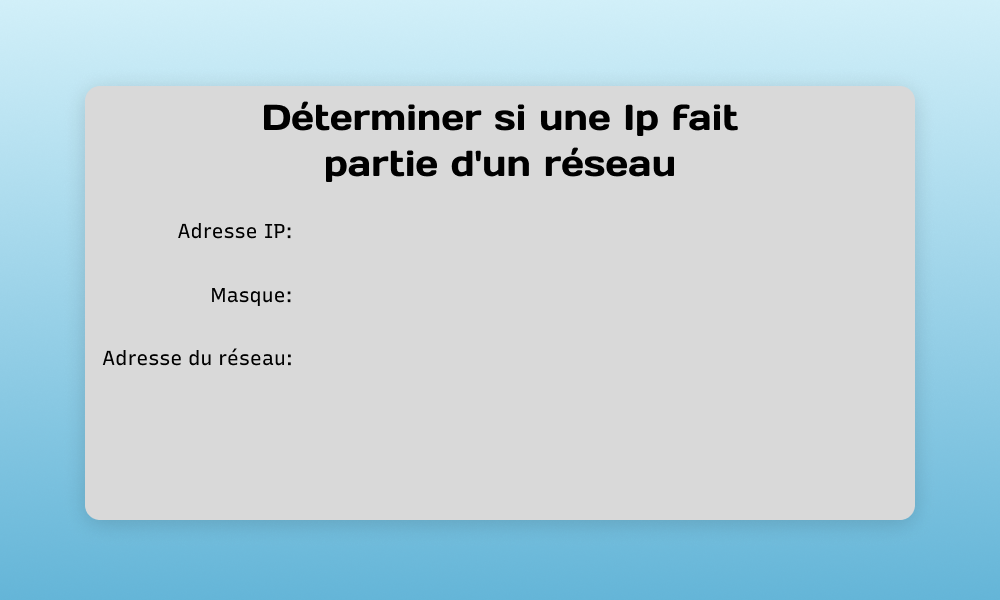 Déterminer si une Ip fait
partie d'un réseau
Adresse IP:
Masque:
Adresse du réseau: